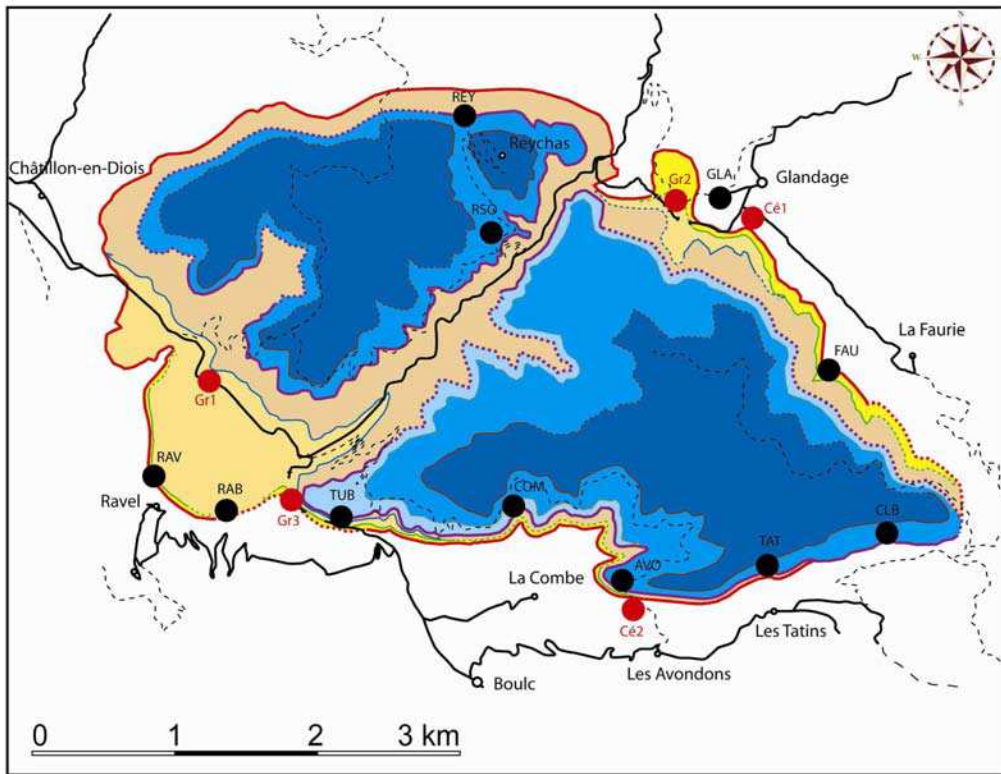 N
W
S
REY
Reychas
Châtillon-en-Diois
Gr2
GLA
Glandage
Cé1
RSO
La Faurie
FAU
Gr1
RAV
Ravel
RAB
Gr3
TUB
COM
CLB
TAT
AVO
La Combe
Cé2
Les Tatins
Les Avondons
Boulc
0 1 2 3 km